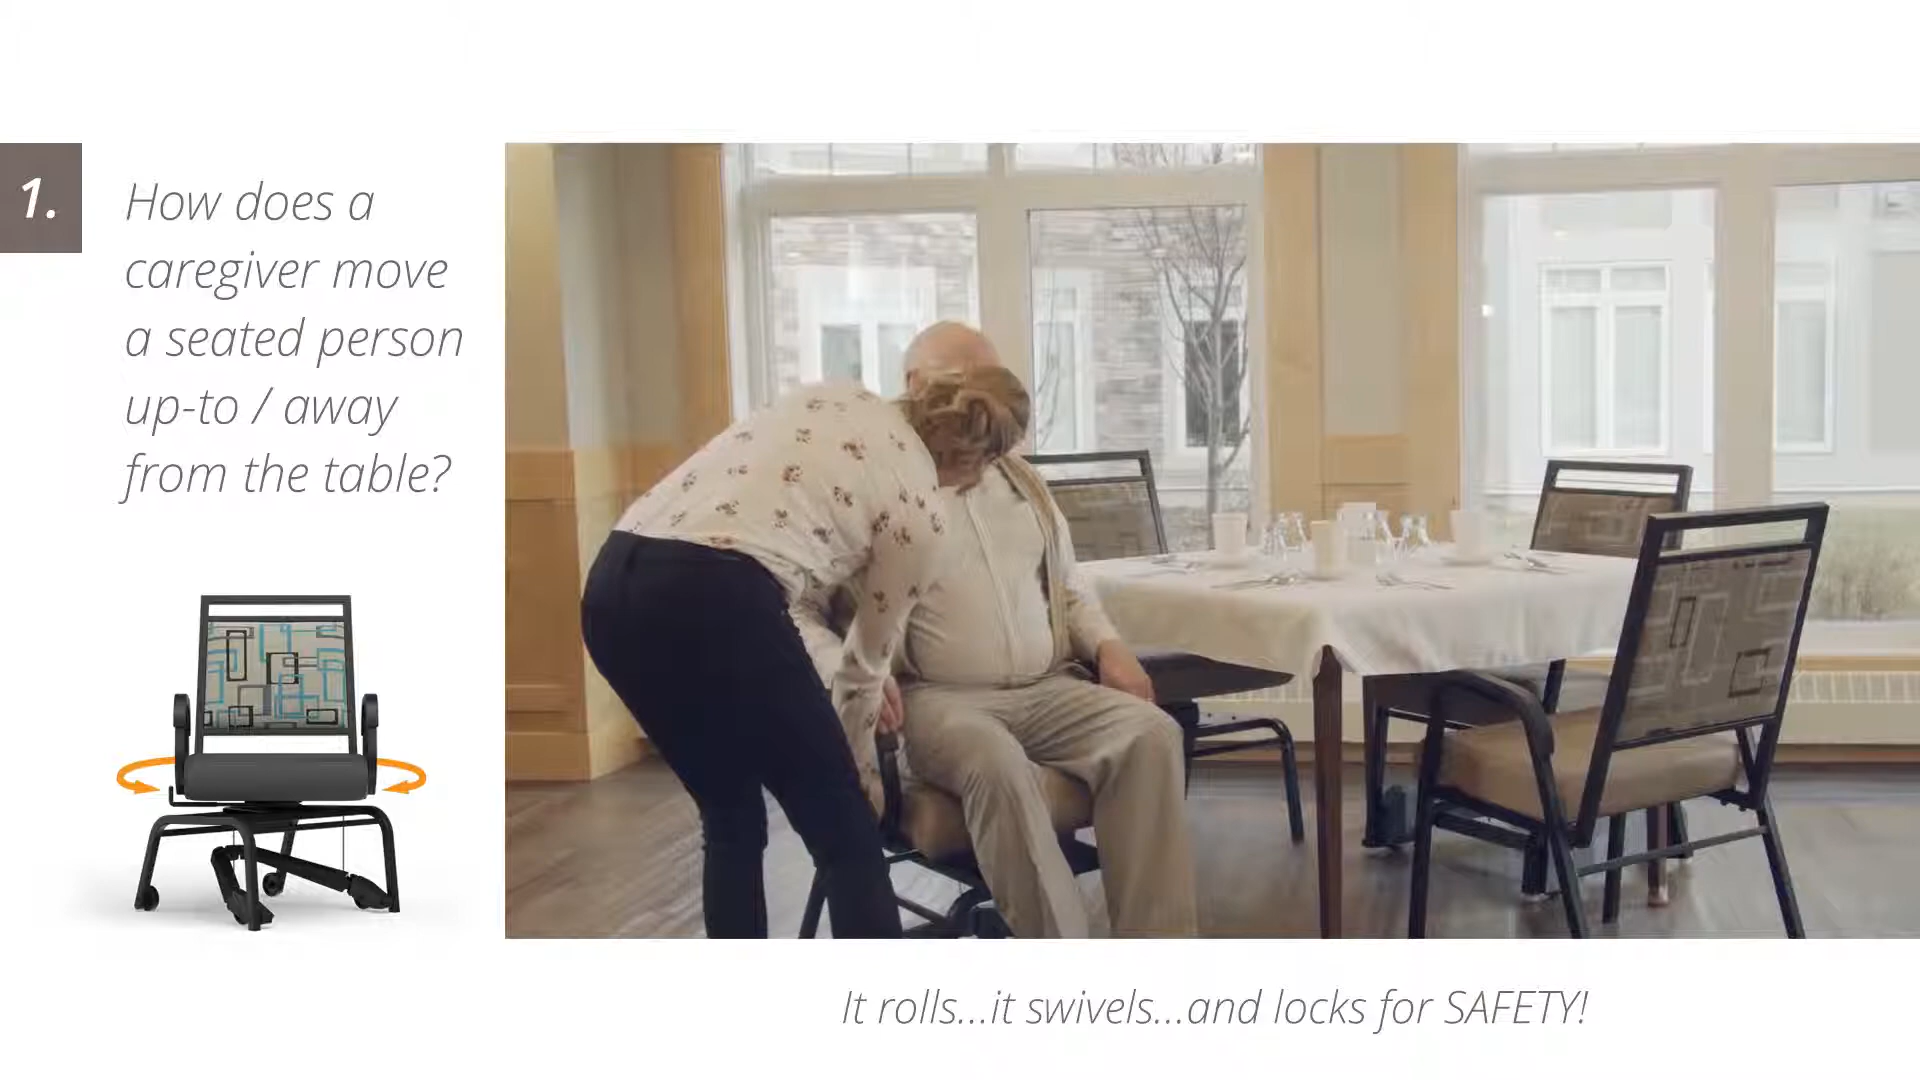 1.
How does a
caregiver move
a seated person
up-to / away
from the table?
It rolls...it swivels...and locks for SAFETY!